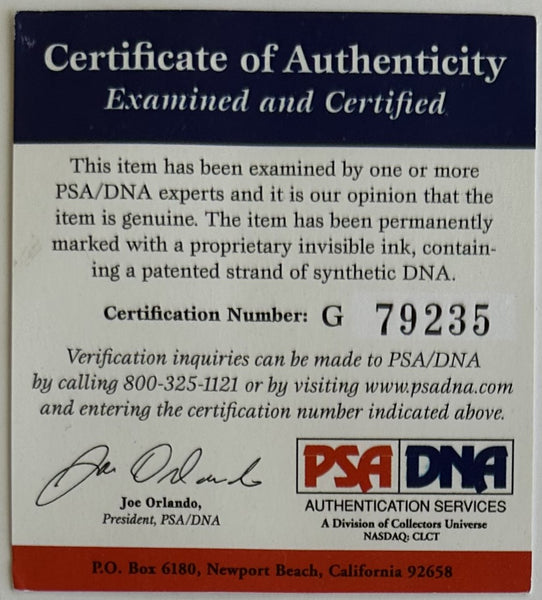 Certificate of Authenticity
Examined and Certified
This item has been examined by one or more
PSA/DNA experts and it is our opinion that the
item is genuine. The item has been permanently
marked with a proprietary invisible ink, contain-
ing a patented strand of synthetic DNA.
Certification Number: G 79235
Verification inquiries can be made to PSA/DNA
by calling 800-325-1121 or by visiting www.psadna.com
and entering the certification number indicated above.
Joe Orlando
Joe Orlando,
President, PSA/DNA
PSA DNA
AUTHENTICATION SERVICES
A Division of Collectors Universe
NASDAQ: CLCT
P.O. Box 6180, Newport Beach, California 92658